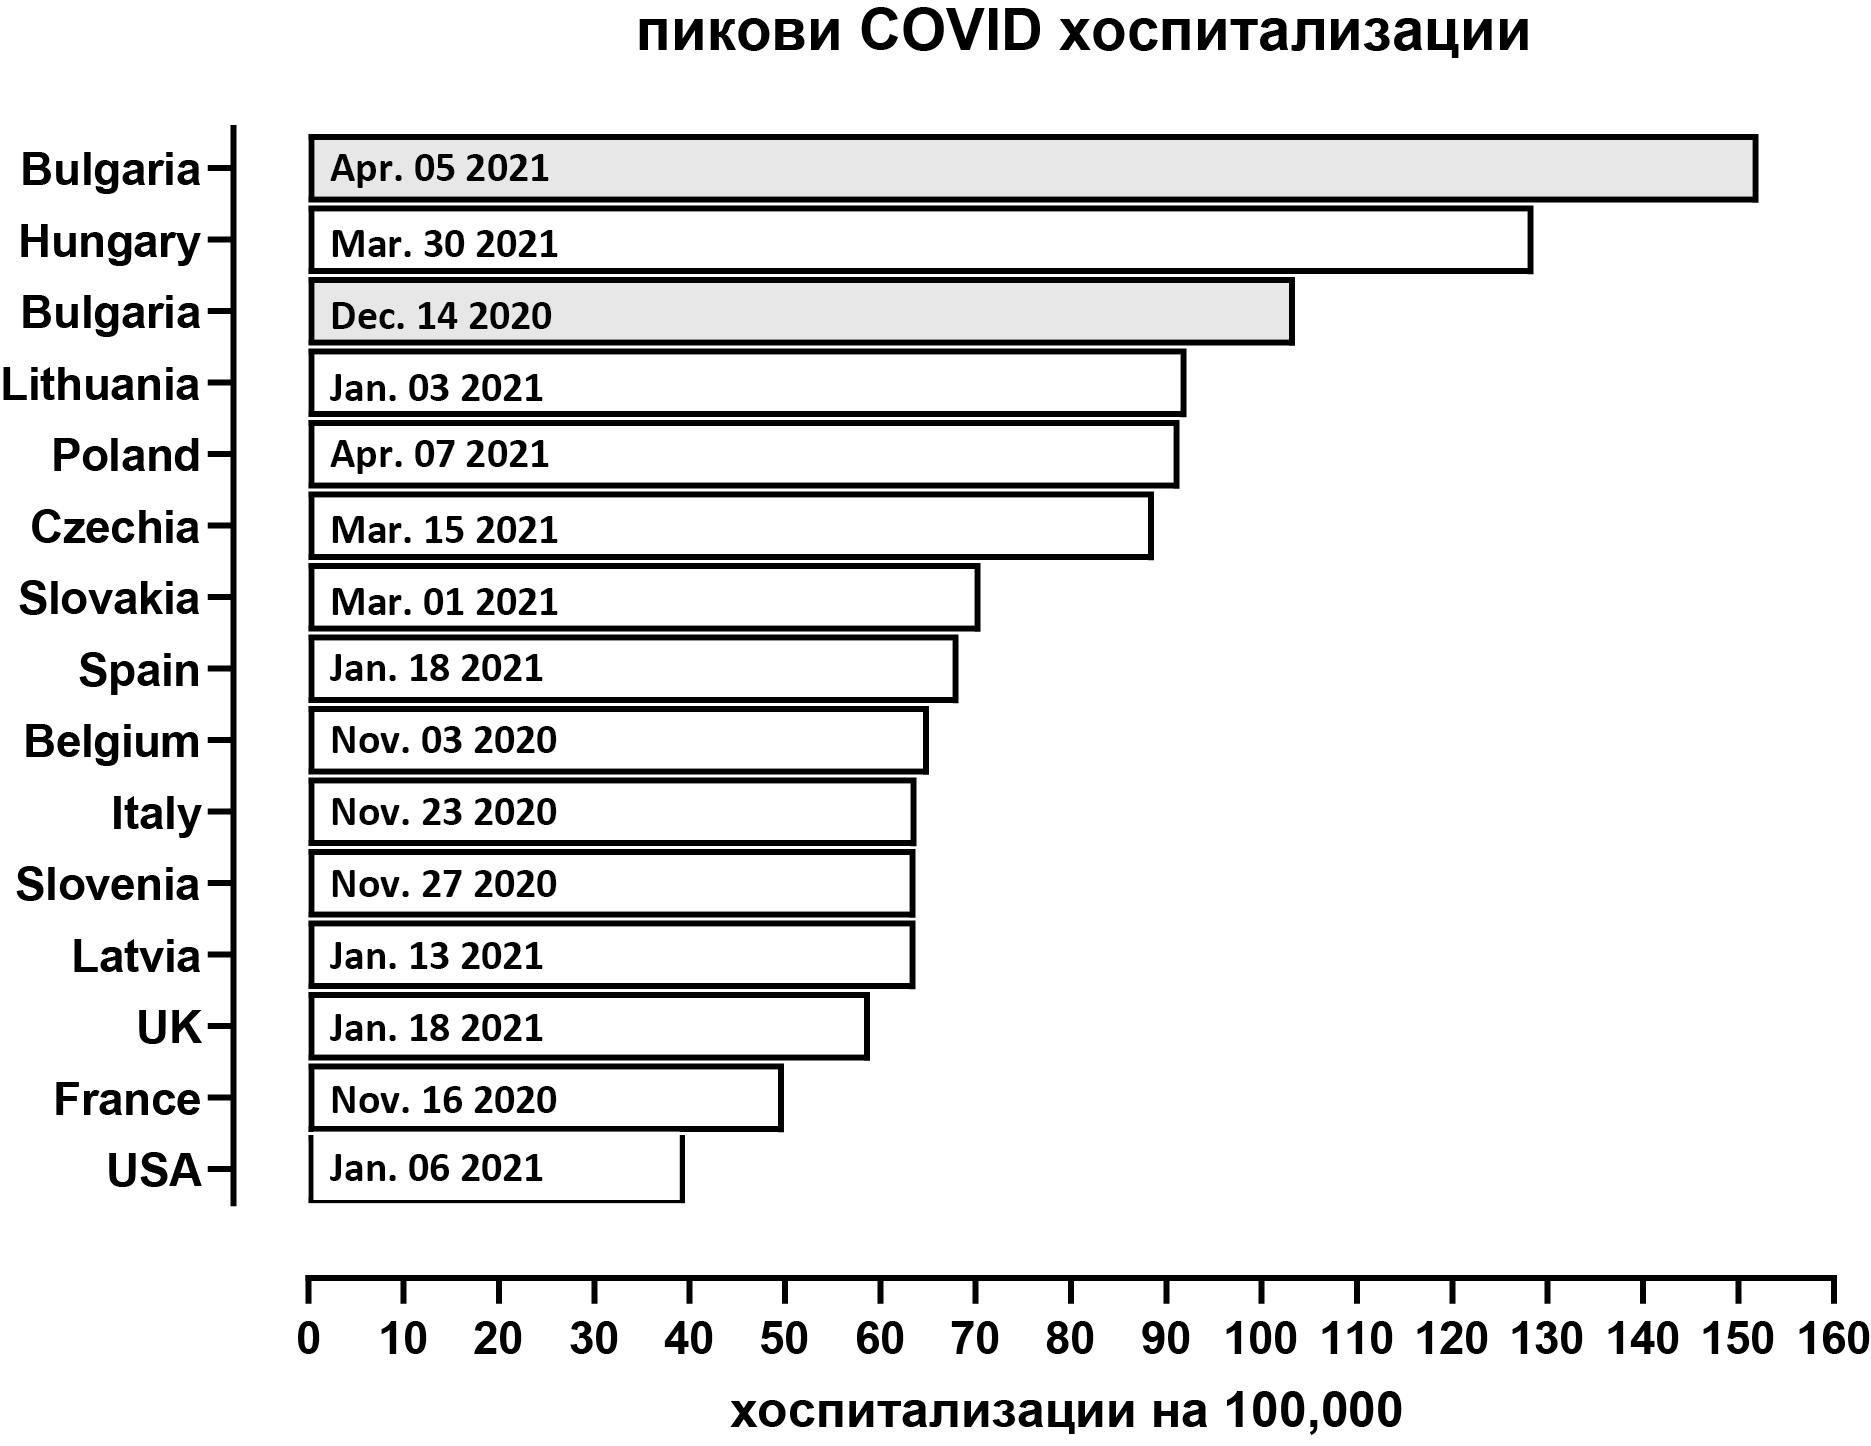 пикови COVID хоспитализации
Bulgaria Apr. 05 2021
Hungary Mar. 30 2021
Bulgaria Dec. 14 2020
Lithuania Jan. 03 2021
Poland Apr. 07 2021
Czechia Mar. 15 2021
Slovakia Mar. 01 2021
Spain Jan. 18 2021
Belgium Nov. 03 2020
Italy Nov. 23 2020
Slovenia Nov. 27 2020
Latvia Jan. 13 2021
UK Jan. 18 2021
France Nov. 16 2020
USA Jan. 06 2021
0 10 20 30 40 50 60 70 80 90 100 110 120 130 140 150 160
хоспитализации на 100,000